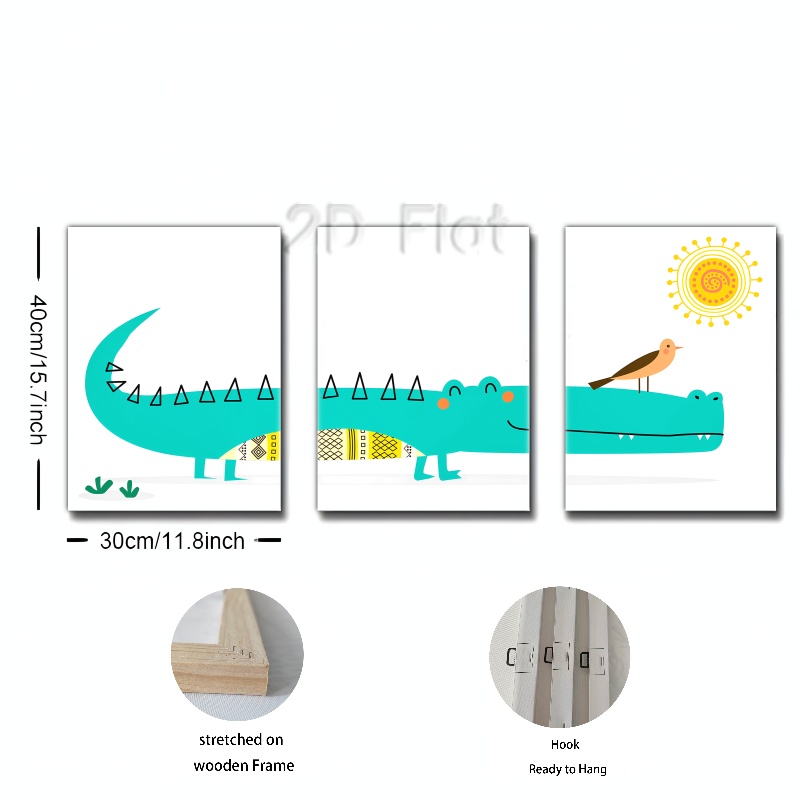 2D Flat
40cm/15.7inch
30cm/11.8inch
stretched on
wooden Frame
Hook
Ready to Hang